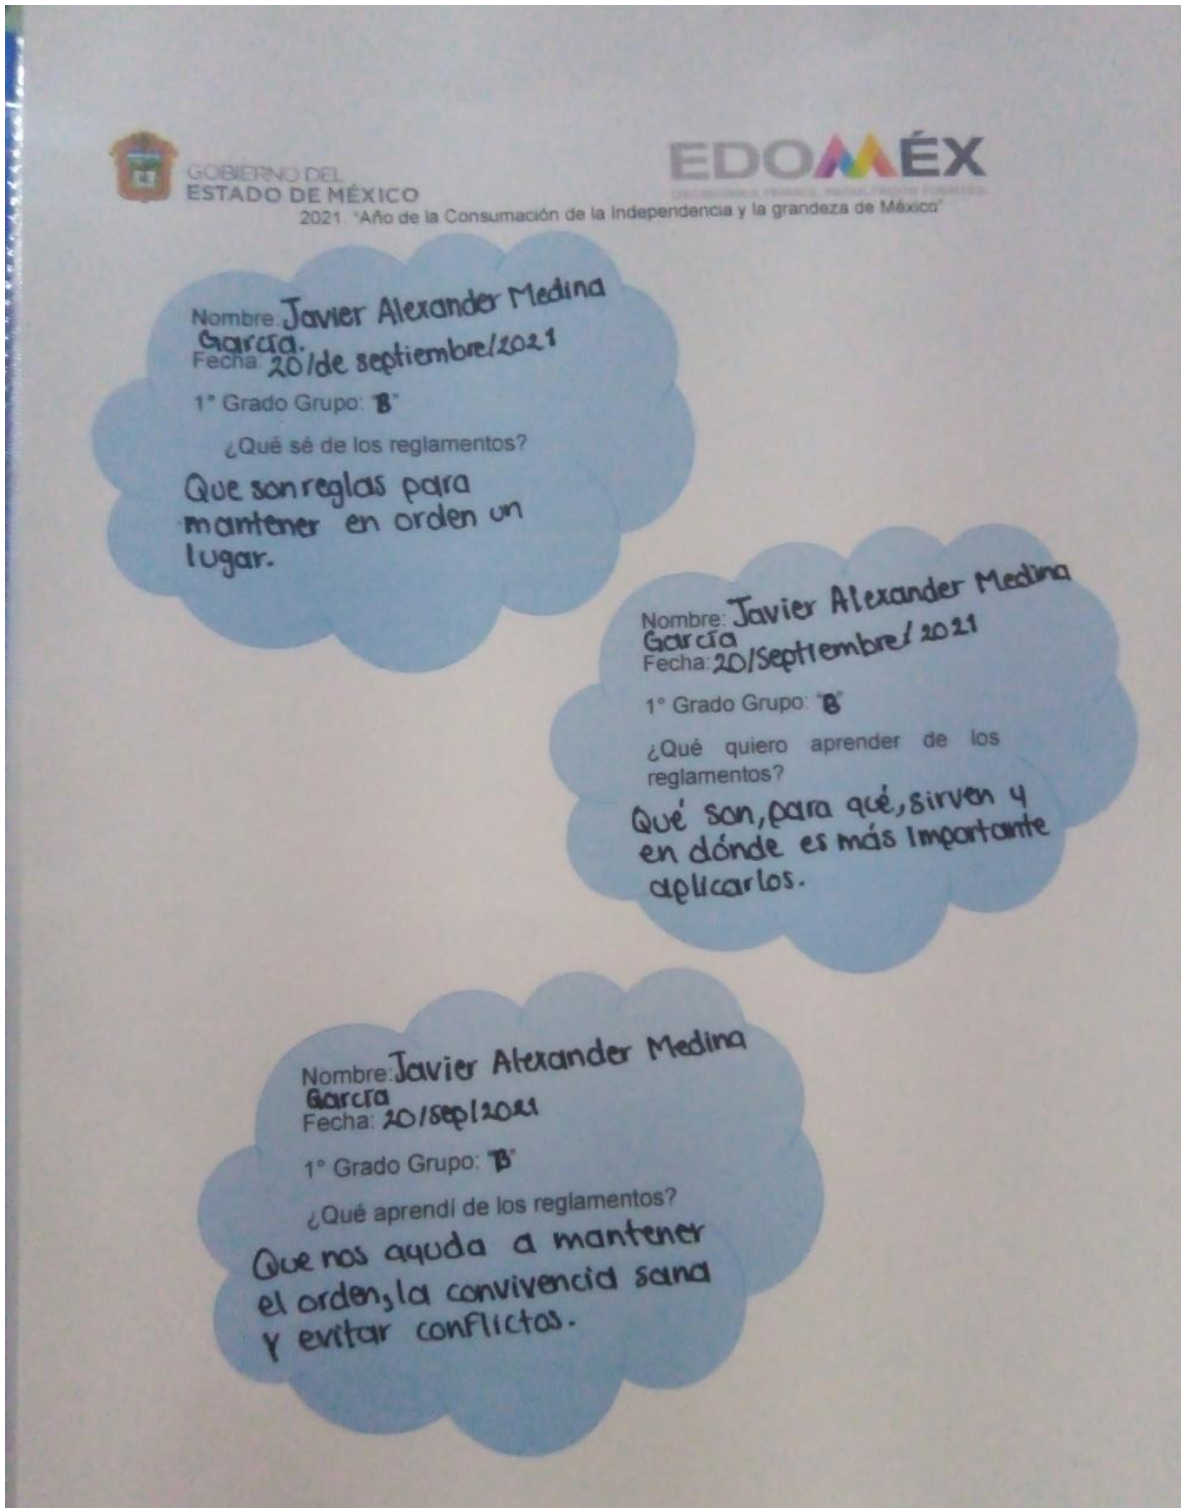 GOBIERNO DEL
ESTADO DE MÉXICO
EDOMÉX
DECISIONES FIRMES, RESULTADOS FUERTES.
2021. "Año de la Consumación de la Independencia y la grandeza de México"
Nombre: Javier Alexander Medina
García.
Fecha: 20/de septiembre/2021
1° Grado Grupo: "B"
¿Qué sé de los reglamentos?
Que son reglas para
mantener en orden un
lugar.
Nombre: Javier Alexander Medina
García
Fecha: 20/Septiembre/2021
1° Grado Grupo: "B"
¿Qué quiero aprender de los
reglamentos?
Qué son, para qué, sirven y
en dónde es más importante
aplicarlos.
Nombre: Javier Alexander Medina
García
Fecha: 20/sep/2021
1° Grado Grupo: "B"
¿Qué aprendí de los reglamentos?
Que nos ayuda a mantener
el orden, la convivencia sana
y evitar conflictos.